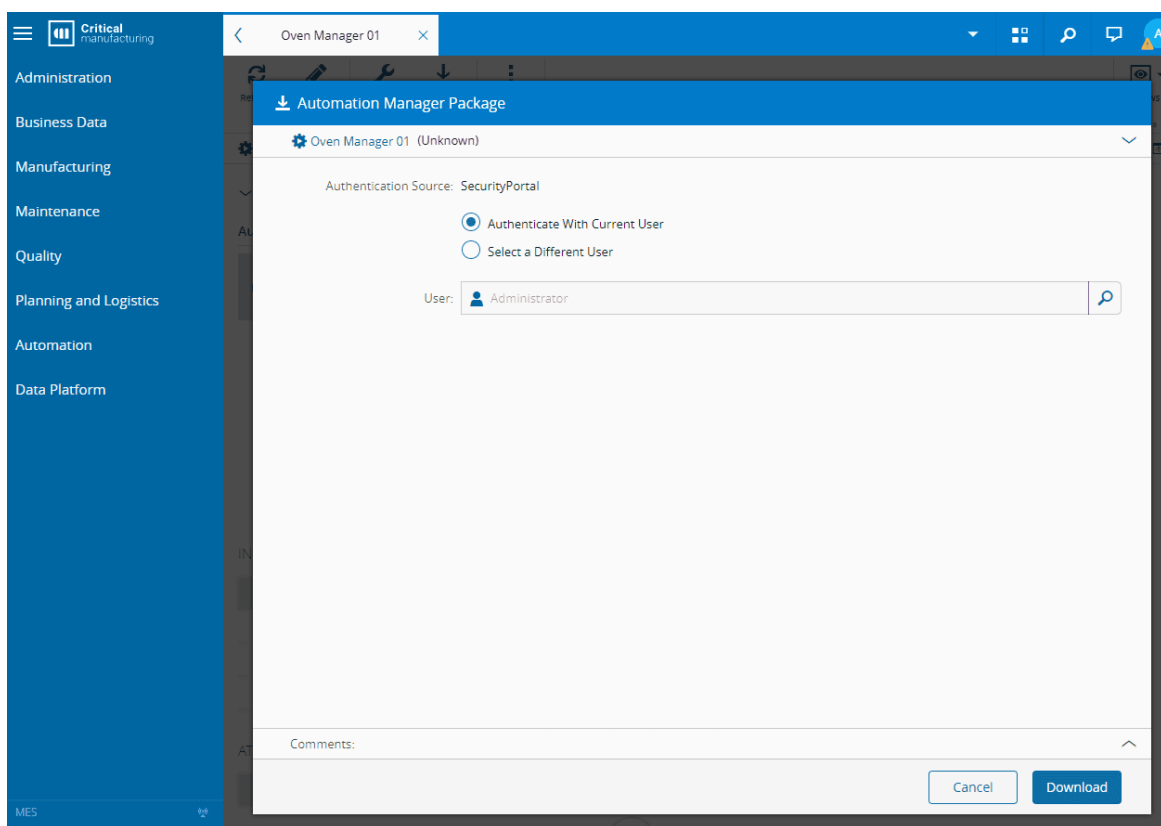 Critical
manufacturing
Oven Manager 01
Administration
Business Data
Manufacturing
Maintenance
Quality
Planning and Logistics
Automation
Data Platform
MES
Automation Manager Package
Oven Manager 01 (Unknown)
Authentication Source: SecurityPortal
Authenticate With Current User
Select a Different User
User: Administrator
Comments:
Cancel
Download